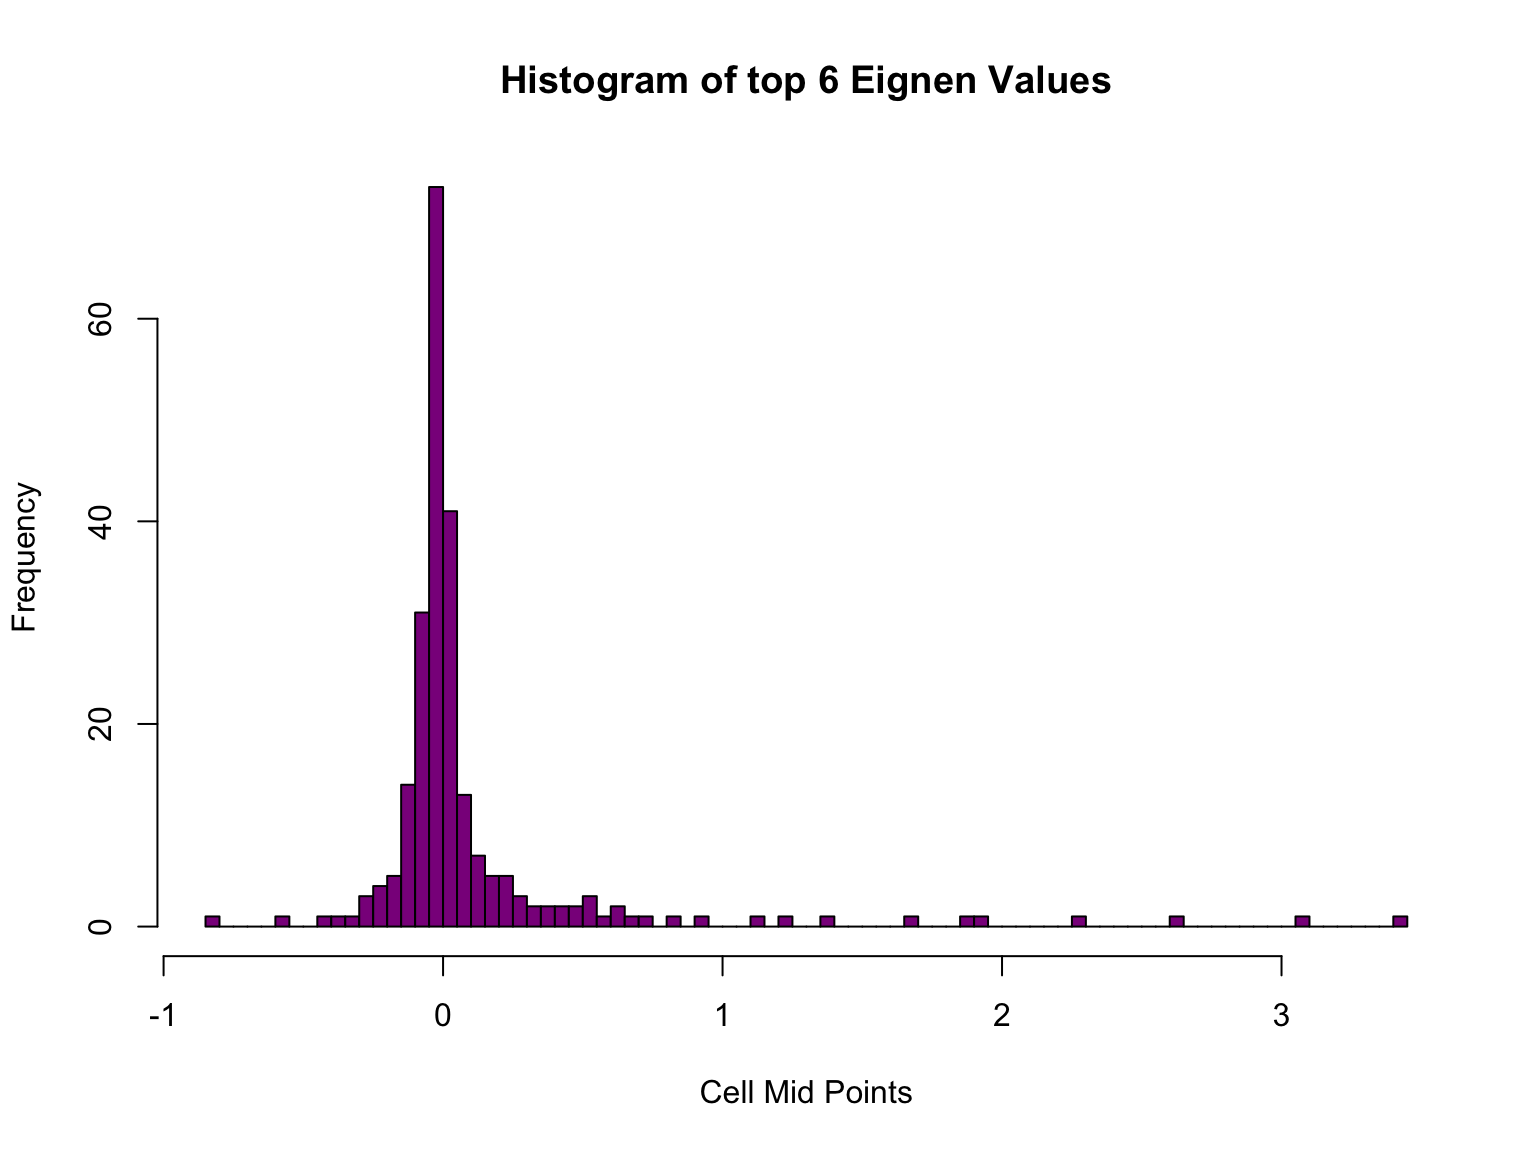 Histogram of top 6 Eignen Values
Frequency
60
40
20
0
-1 0 1 2 3
Cell Mid Points